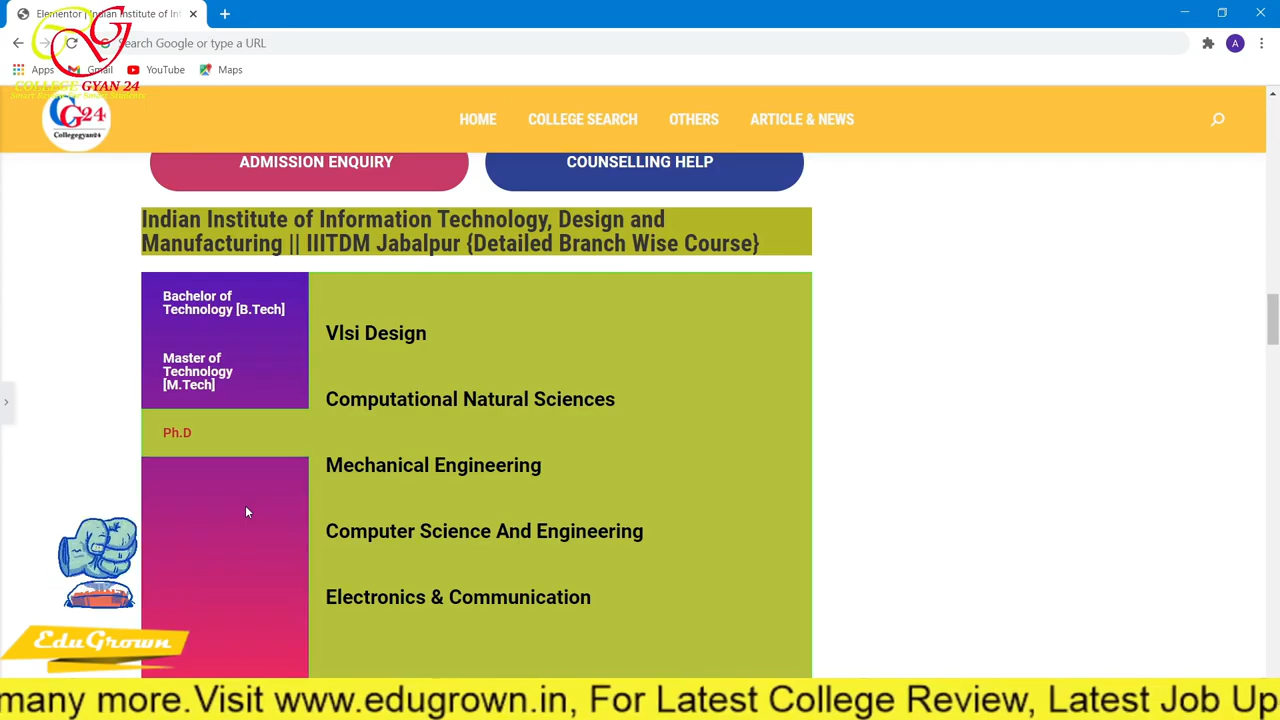 Elementor | Indian Institute of Inf
Search Google or type a URL
Apps Gmail YouTube Maps
COLLEGE GYAN 24
G24
Collegegyan24
HOME COLLEGE SEARCH OTHERS ARTICLE & NEWS
ADMISSION ENQUIRY COUNSELLING HELP
Indian Institute of Information Technology, Design and
Manufacturing || IIITDM Jabalpur {Detailed Branch Wise Course}
Bachelor of
Technology [B.Tech]
Master of
Technology
[M.Tech]
Ph.D
Vlsi Design
Computational Natural Sciences
Mechanical Engineering
Computer Science And Engineering
Electronics & Communication
EduGrown
many more.Visit www.edugrown.in, For Latest College Review, Latest Job Up